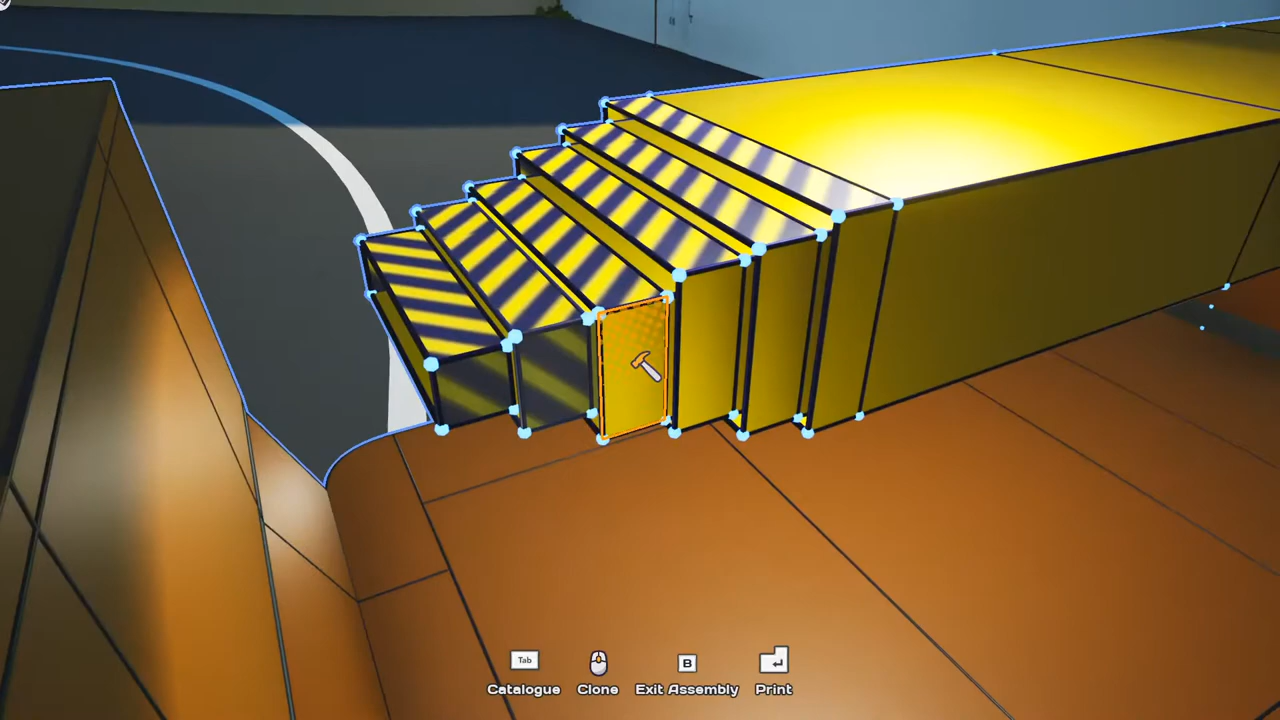 Tab
B
Catalogue
Clone
Exit Assembly
Print